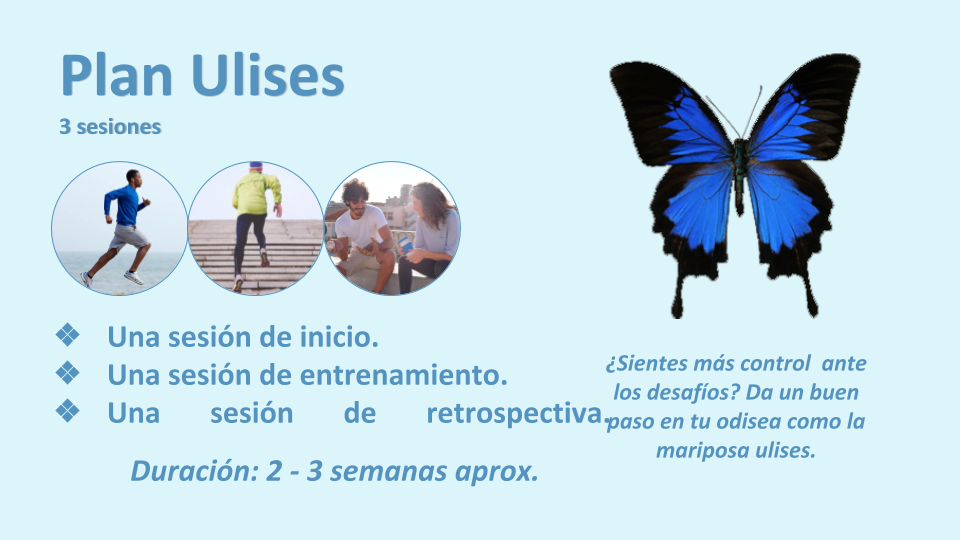 Plan Ulises
3 sesiones
❖ Una sesión de inicio.
❖ Una sesión de entrenamiento.
❖ Una sesión de retrospectiva.
Duración: 2 - 3 semanas aprox.
¿Sientes más control ante
los desafíos? Da un buen
paso en tu odisea como la
mariposa ulises.